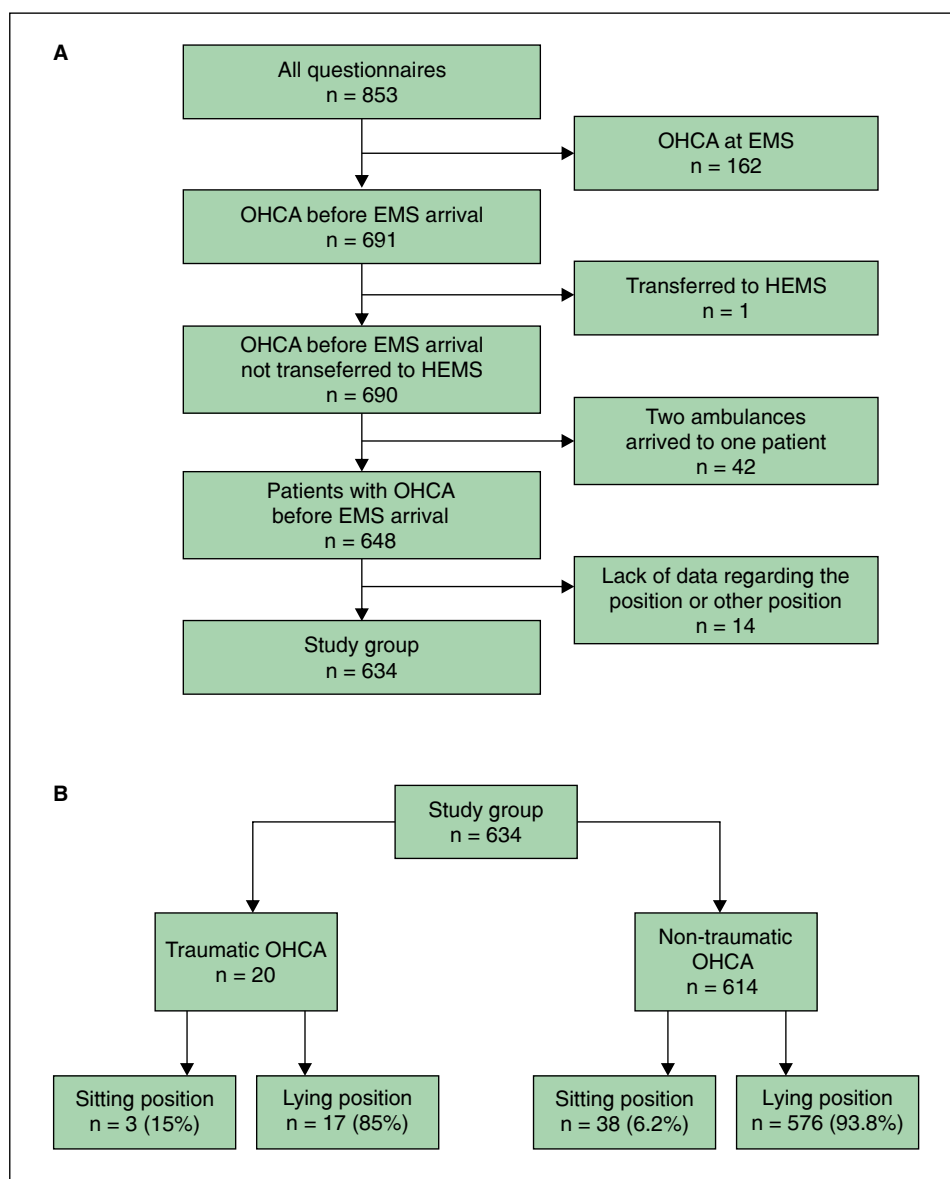 A
All questionnaires
n = 853
OHCA at EMS
n = 162
OHCA before EMS arrival
n = 691
Transferred to HEMS
n = 1
OHCA before EMS arrival
not transeferred to HEMS
n = 690
Two ambulances
arrived to one patient
n = 42
Patients with OHCA
before EMS arrival
n = 648
Lack of data regarding the
position or other position
n = 14
Study group
n = 634
B
Study group
n = 634
Traumatic OHCA
n = 20
Non-traumatic
OHCA
n = 614
Sitting position
n = 3 (15%)
Lying position
n = 17 (85%)
Sitting position
n = 38 (6.2%)
Lying position
n = 576 (93.8%)